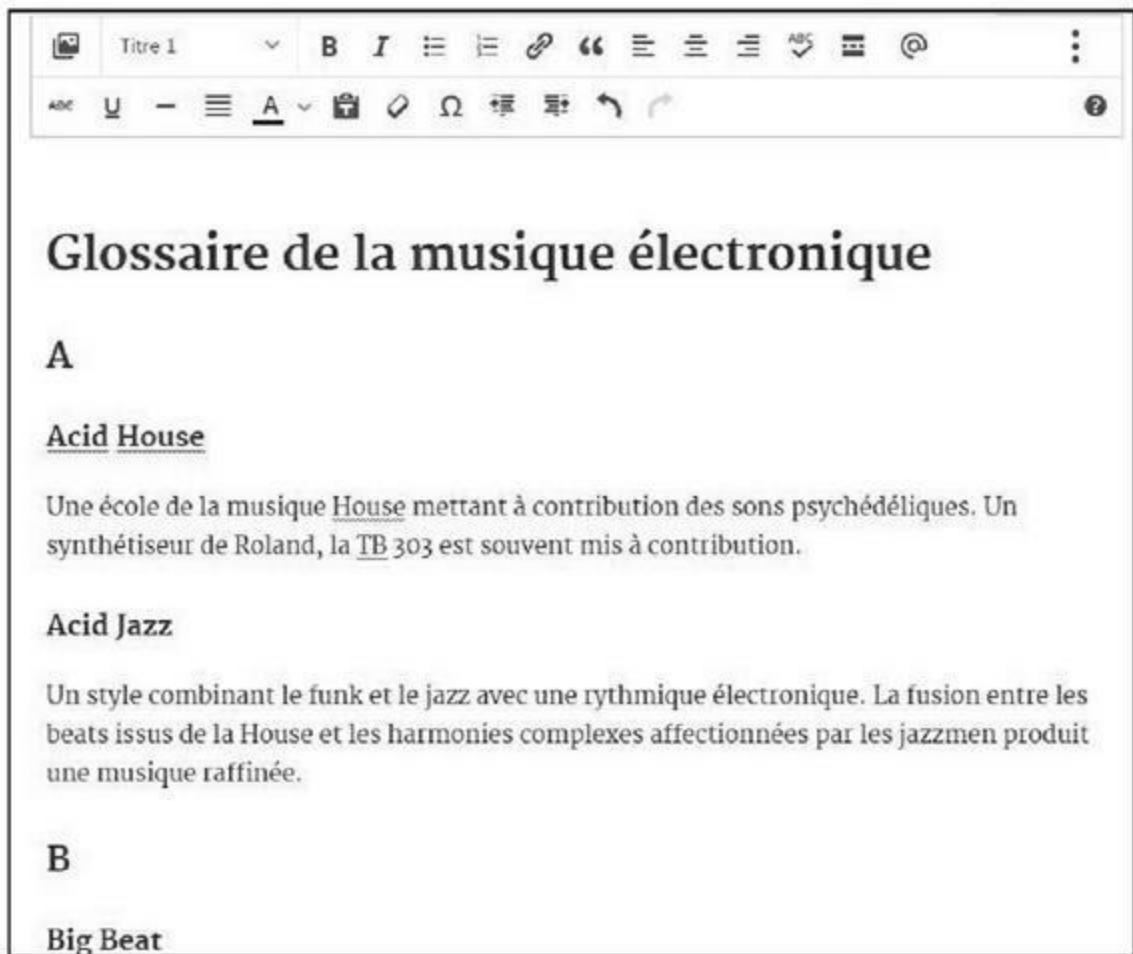 Titre 1 B I ABC
ABC U A Ω
Glossaire de la musique électronique
A
Acid House
Une école de la musique House mettant à contribution des sons psychédéliques. Un
synthétiseur de Roland, la TB 303 est souvent mis à contribution.
Acid Jazz
Un style combinant le funk et le jazz avec une rythmique électronique. La fusion entre les
beats issus de la House et les harmonies complexes affectionnées par les jazzmen produit
une musique raffinée.
B
Big Beat